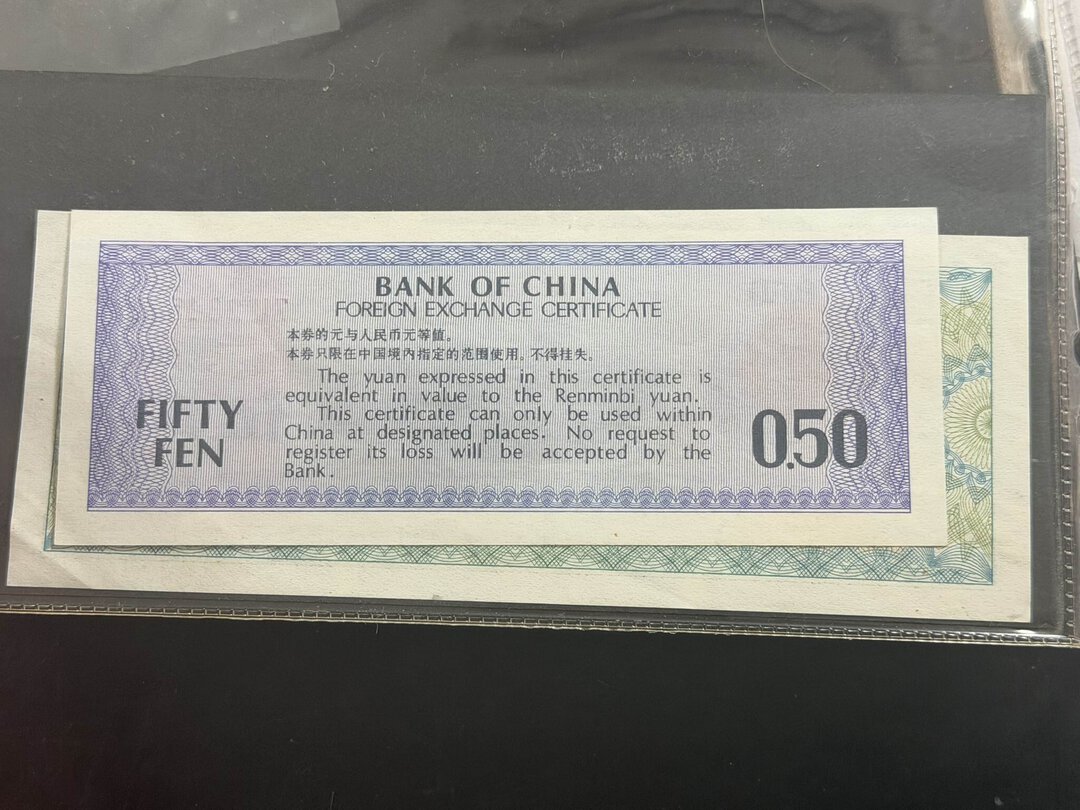 BANK OF CHINA
FOREIGN EXCHANGE CERTIFICATE
本券的元与人民币元等值。
本券只限在中国境内指定的范围使用。不得挂失。
The yuan expressed in this certificate is
equivalent in value to the Renminbi yuan.
This certificate can only be used within
China at designated places. No request to
register its loss will be accepted by the
Bank.
FIFTY
FEN
0.50